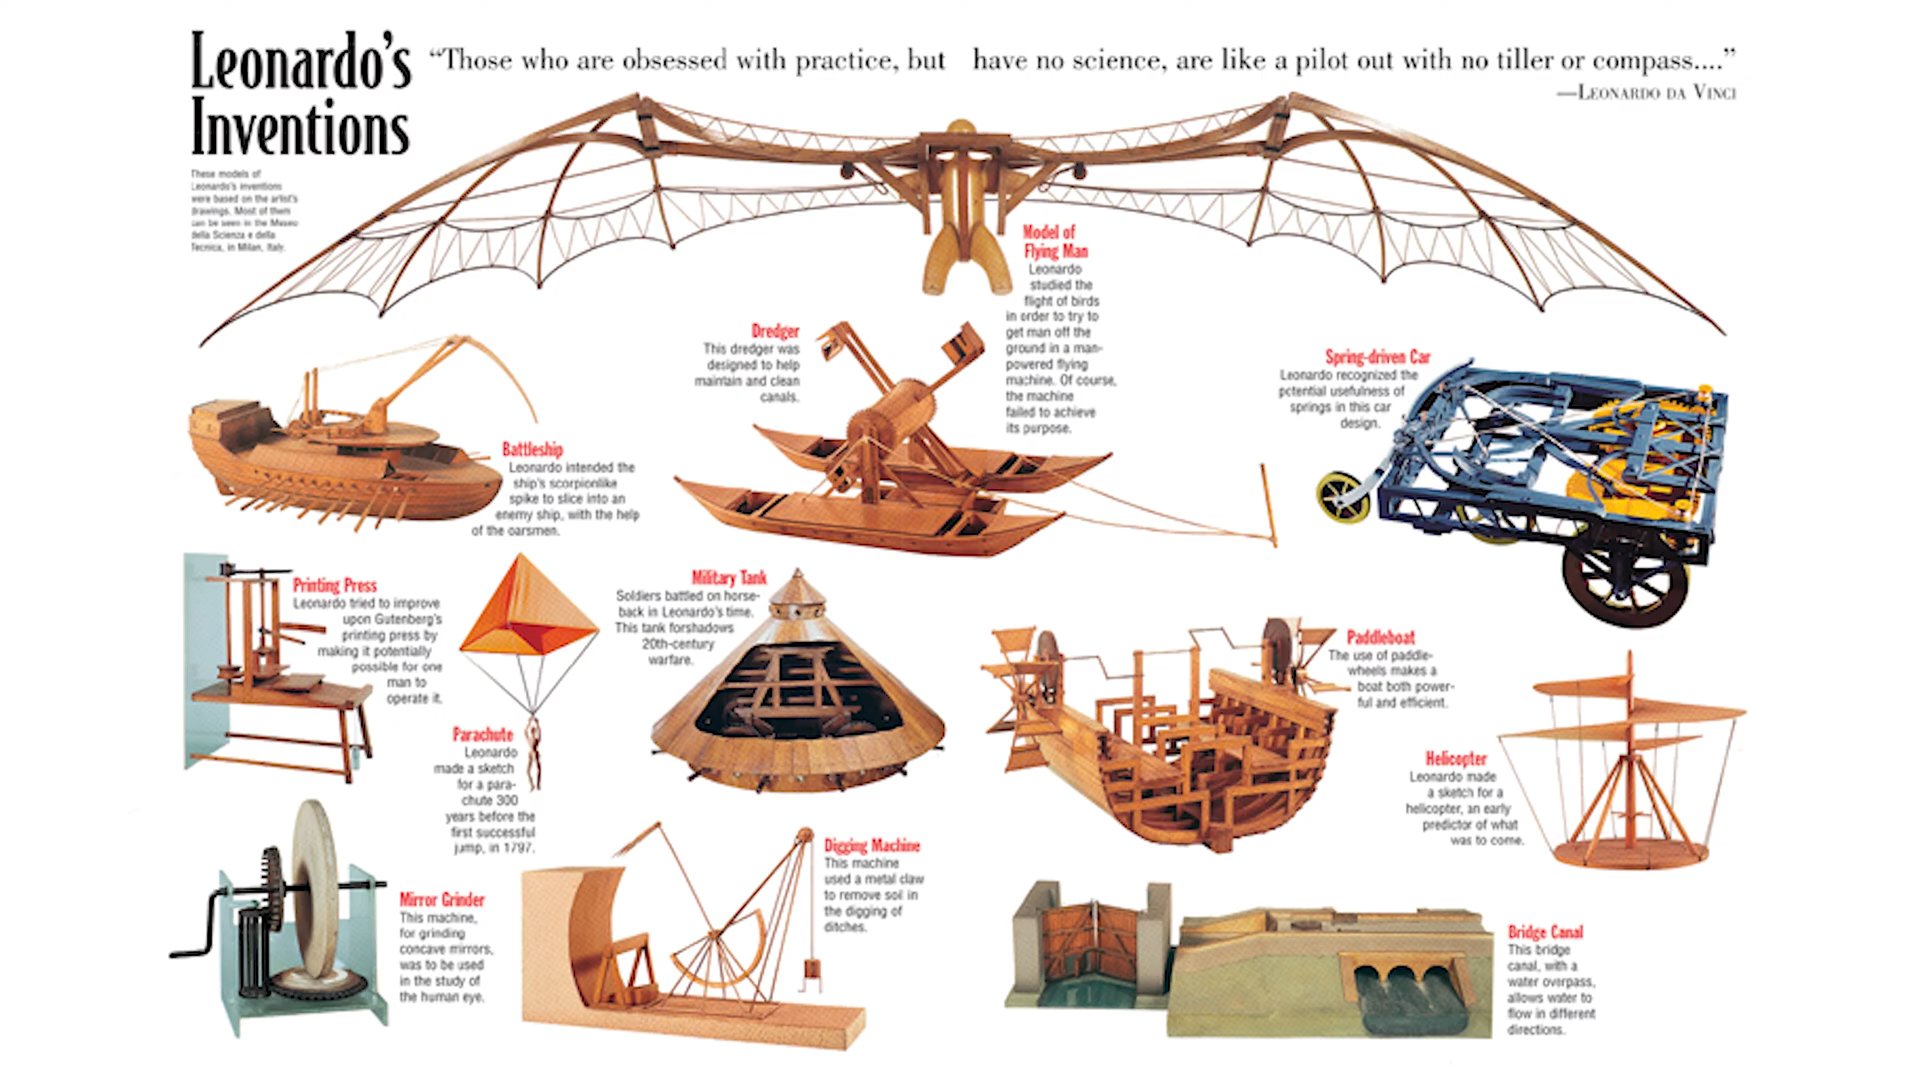 Leonardo's
Inventions
“Those who are obsessed with practice, but have no science, are like a pilot out with no tiller or compass....”
—Leonardo da Vinci
These models of
Leonardo's inventions
were based on the artist's
drawings. Most of them
can be seen in the Museo
della Scienza e della
Tecnica, in Milan, Italy.
Model of
Flying Man
Leonardo
studied the
flight of birds
in order to try to
get man off the
ground in a man-
powered flying
machine. Of course,
the machine
failed to achieve
its purpose.
Dredger
This dredger was
designed to help
maintain and clean
canals.
Spring-driven Car
Leonardo recognized the
potential usefulness of
springs in this car
design.
Battleship
Leonardo intended the
ship's scorpionlike
spike to slice into an
enemy ship, with the help
of the oarsmen.
Printing Press
Leonardo tried to improve
upon Gutenberg's
printing press by
making it potentially
possible for one
man to
operate it.
Parachute
Leonardo
made a sketch
for a para-
chute 300
years before the
first successful
jump, in 1797.
Military Tank
Soldiers battled on horse-
back in Leonardo's time.
This tank forshadows
20th-century
warfare.
Paddleboat
The use of paddle-
wheels makes a
boat both power-
ful and efficient.
Helicopter
Leonardo made
a sketch for a
helicopter, an early
predictor of what
was to come.
Mirror Grinder
This machine,
for grinding
concave mirrors,
was to be used
in the study of
the human eye.
Digging Machine
This machine
used a metal claw
to remove soil in
the digging of
ditches.
Bridge Canal
This bridge
canal, with a
water overpass,
allows water to
flow in different
directions.